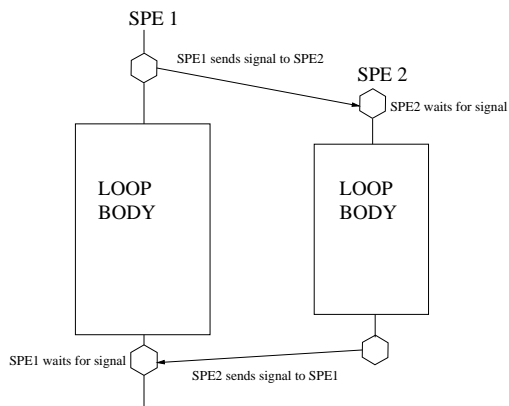 SPE 1
SPE1 sends signal to SPE2
SPE 2
SPE2 waits for signal
LOOP
BODY
LOOP
BODY
SPE1 waits for signal
SPE2 sends signal to SPE1